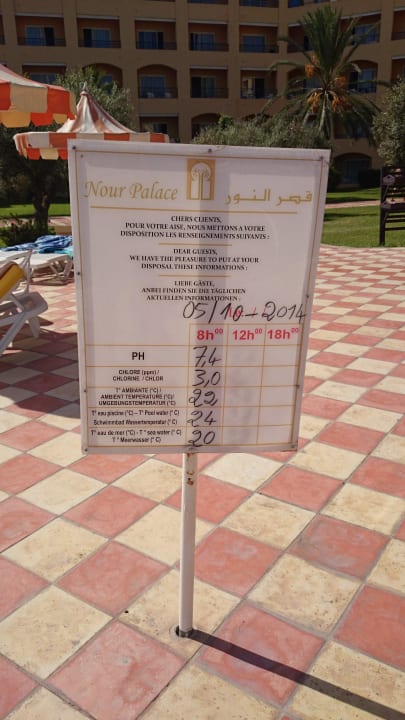 Nour Palace قصر النور
CHERS CLIENTS,
POUR VOTRE AISE, NOUS METTONS A VOTRE
DISPOSITION LES RENSEIGNEMENTS SUIVANTS :
DEAR GUESTS,
WE HAVE THE PLEASURE TO PUT AT YOUR
DISPOSAL THESE INFORMATIONS :
LIEBE GÄSTE,
ANBEI FINDEN SIE DIE TÄGLICHEN
AKTUELLEN INFORMATIONEN :
05/10-2014
8h00 12h00 18h00
PH 7,4
CHLORE (ppm) /
CHLORINE / CHLOR 3,0
T° AMBIANTE (°C)/
AMBIENT TEMPERATURE (°C)/
UMGEBUNGSTEMPERATUR (°C) 22,
T° eau piscine (°C) – T° Pool water (° C)
Schwimmbad Wassertemperatur (° C) 24
T° eau de mer (°C) - T ° sea water (° C)
T ° Meerwasser (° C) 20